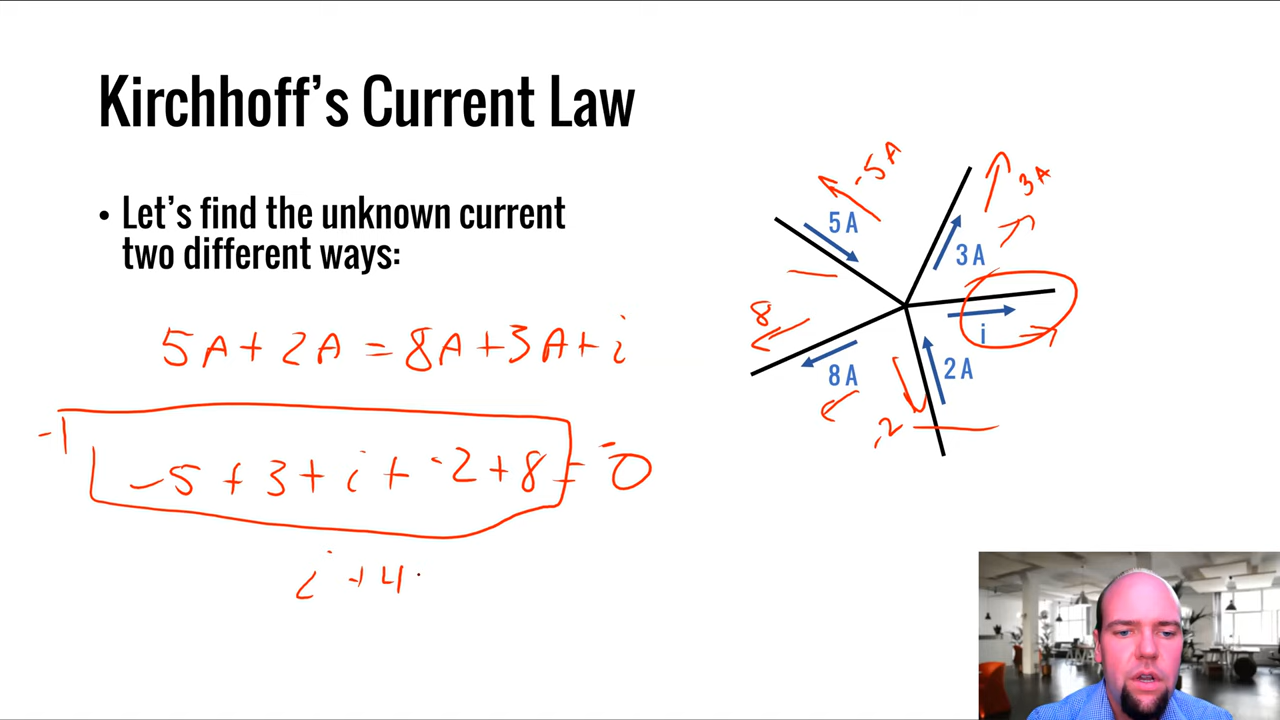 Kirchhoff's Current Law
• Let's find the unknown current
two different ways:
5A + 2A = 8A + 3A + i
-1
-5 + 3 + i + -2 + 8 = 0
i + 4
-5A
3A
5 A
3 A
8
i
8 A
2 A
-2